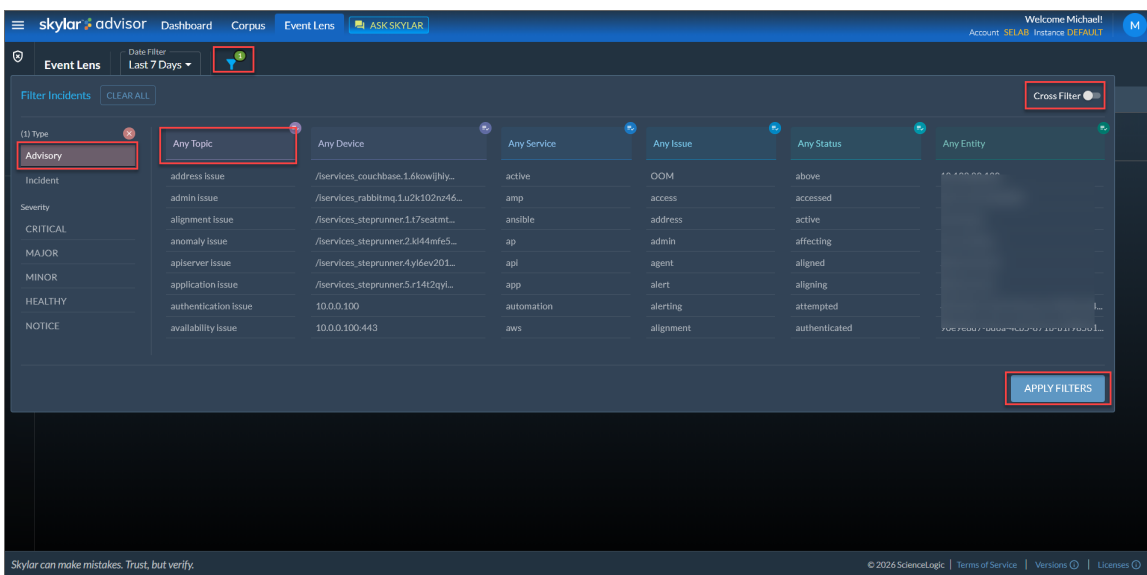 skylar advisor Dashboard Corpus Event Lens ASK SKYLAR
Welcome Michael!
Account SELAB Instance DEFAULT
M
Event Lens
Date Filter
Last 7 Days
1
Filter Incidents CLEAR ALL
Cross Filter
(1) Type
Advisory
Incident
Severity
CRITICAL
MAJOR
MINOR
HEALTHY
NOTICE
Any Topic
address issue
admin issue
alignment issue
anomaly issue
apiserver issue
application issue
authentication issue
availability issue
Any Device
/iservices_couchbase.1.6kowijhly...
/iservices_rabbitmq.1.u2k102nz46...
/iservices_steprunner.1.t7seatmt...
/iservices_steprunner.2.kl44mfe5...
/iservices_steprunner.4.yl6ev201...
/iservices_steprunner.5.r14t2qyi...
10.0.0.100
10.0.0.100:443
Any Service
active
amp
ansible
ap
api
app
automation
aws
Any Issue
OOM
access
address
admin
agent
alert
alerting
alignment
Any Status
above
accessed
active
affecting
aligned
aligning
attempted
authenticated
Any Entity
APPLY FILTERS
Skylar can make mistakes. Trust, but verify.
© 2026 ScienceLogic | Terms of Service | Versions | Licenses